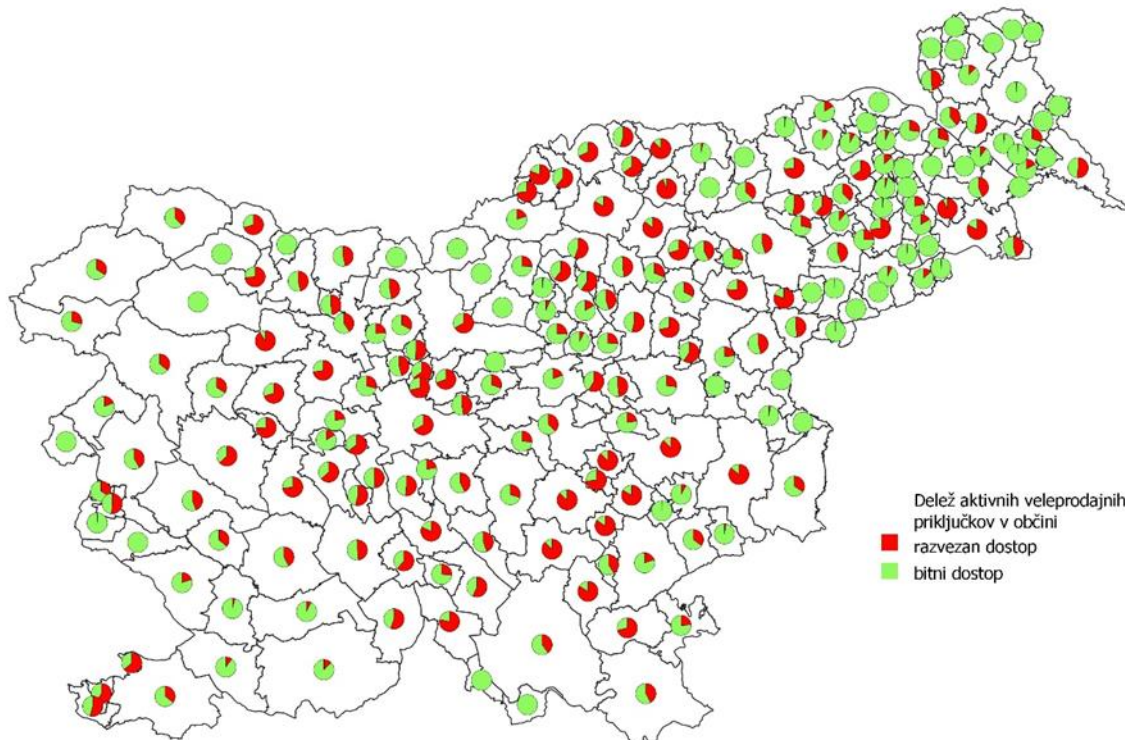 Delež aktivnih veleprodajnih
priključkov v občini
razvezan dostop
bitni dostop